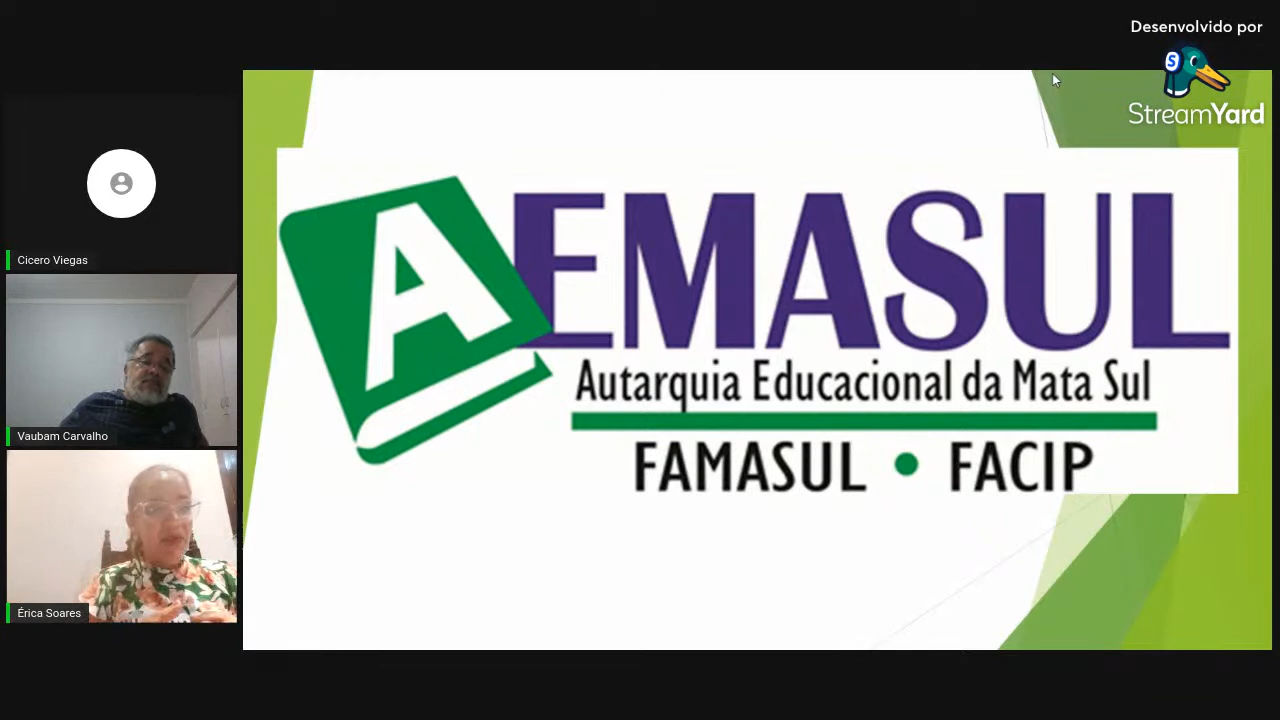 Desenvolvido por
S
StreamYard
Cicero Viegas
Vaubam Carvalho
Érica Soares
AEMASUL
Autarquia Educacional da Mata Sul
FAMASUL • FACIP